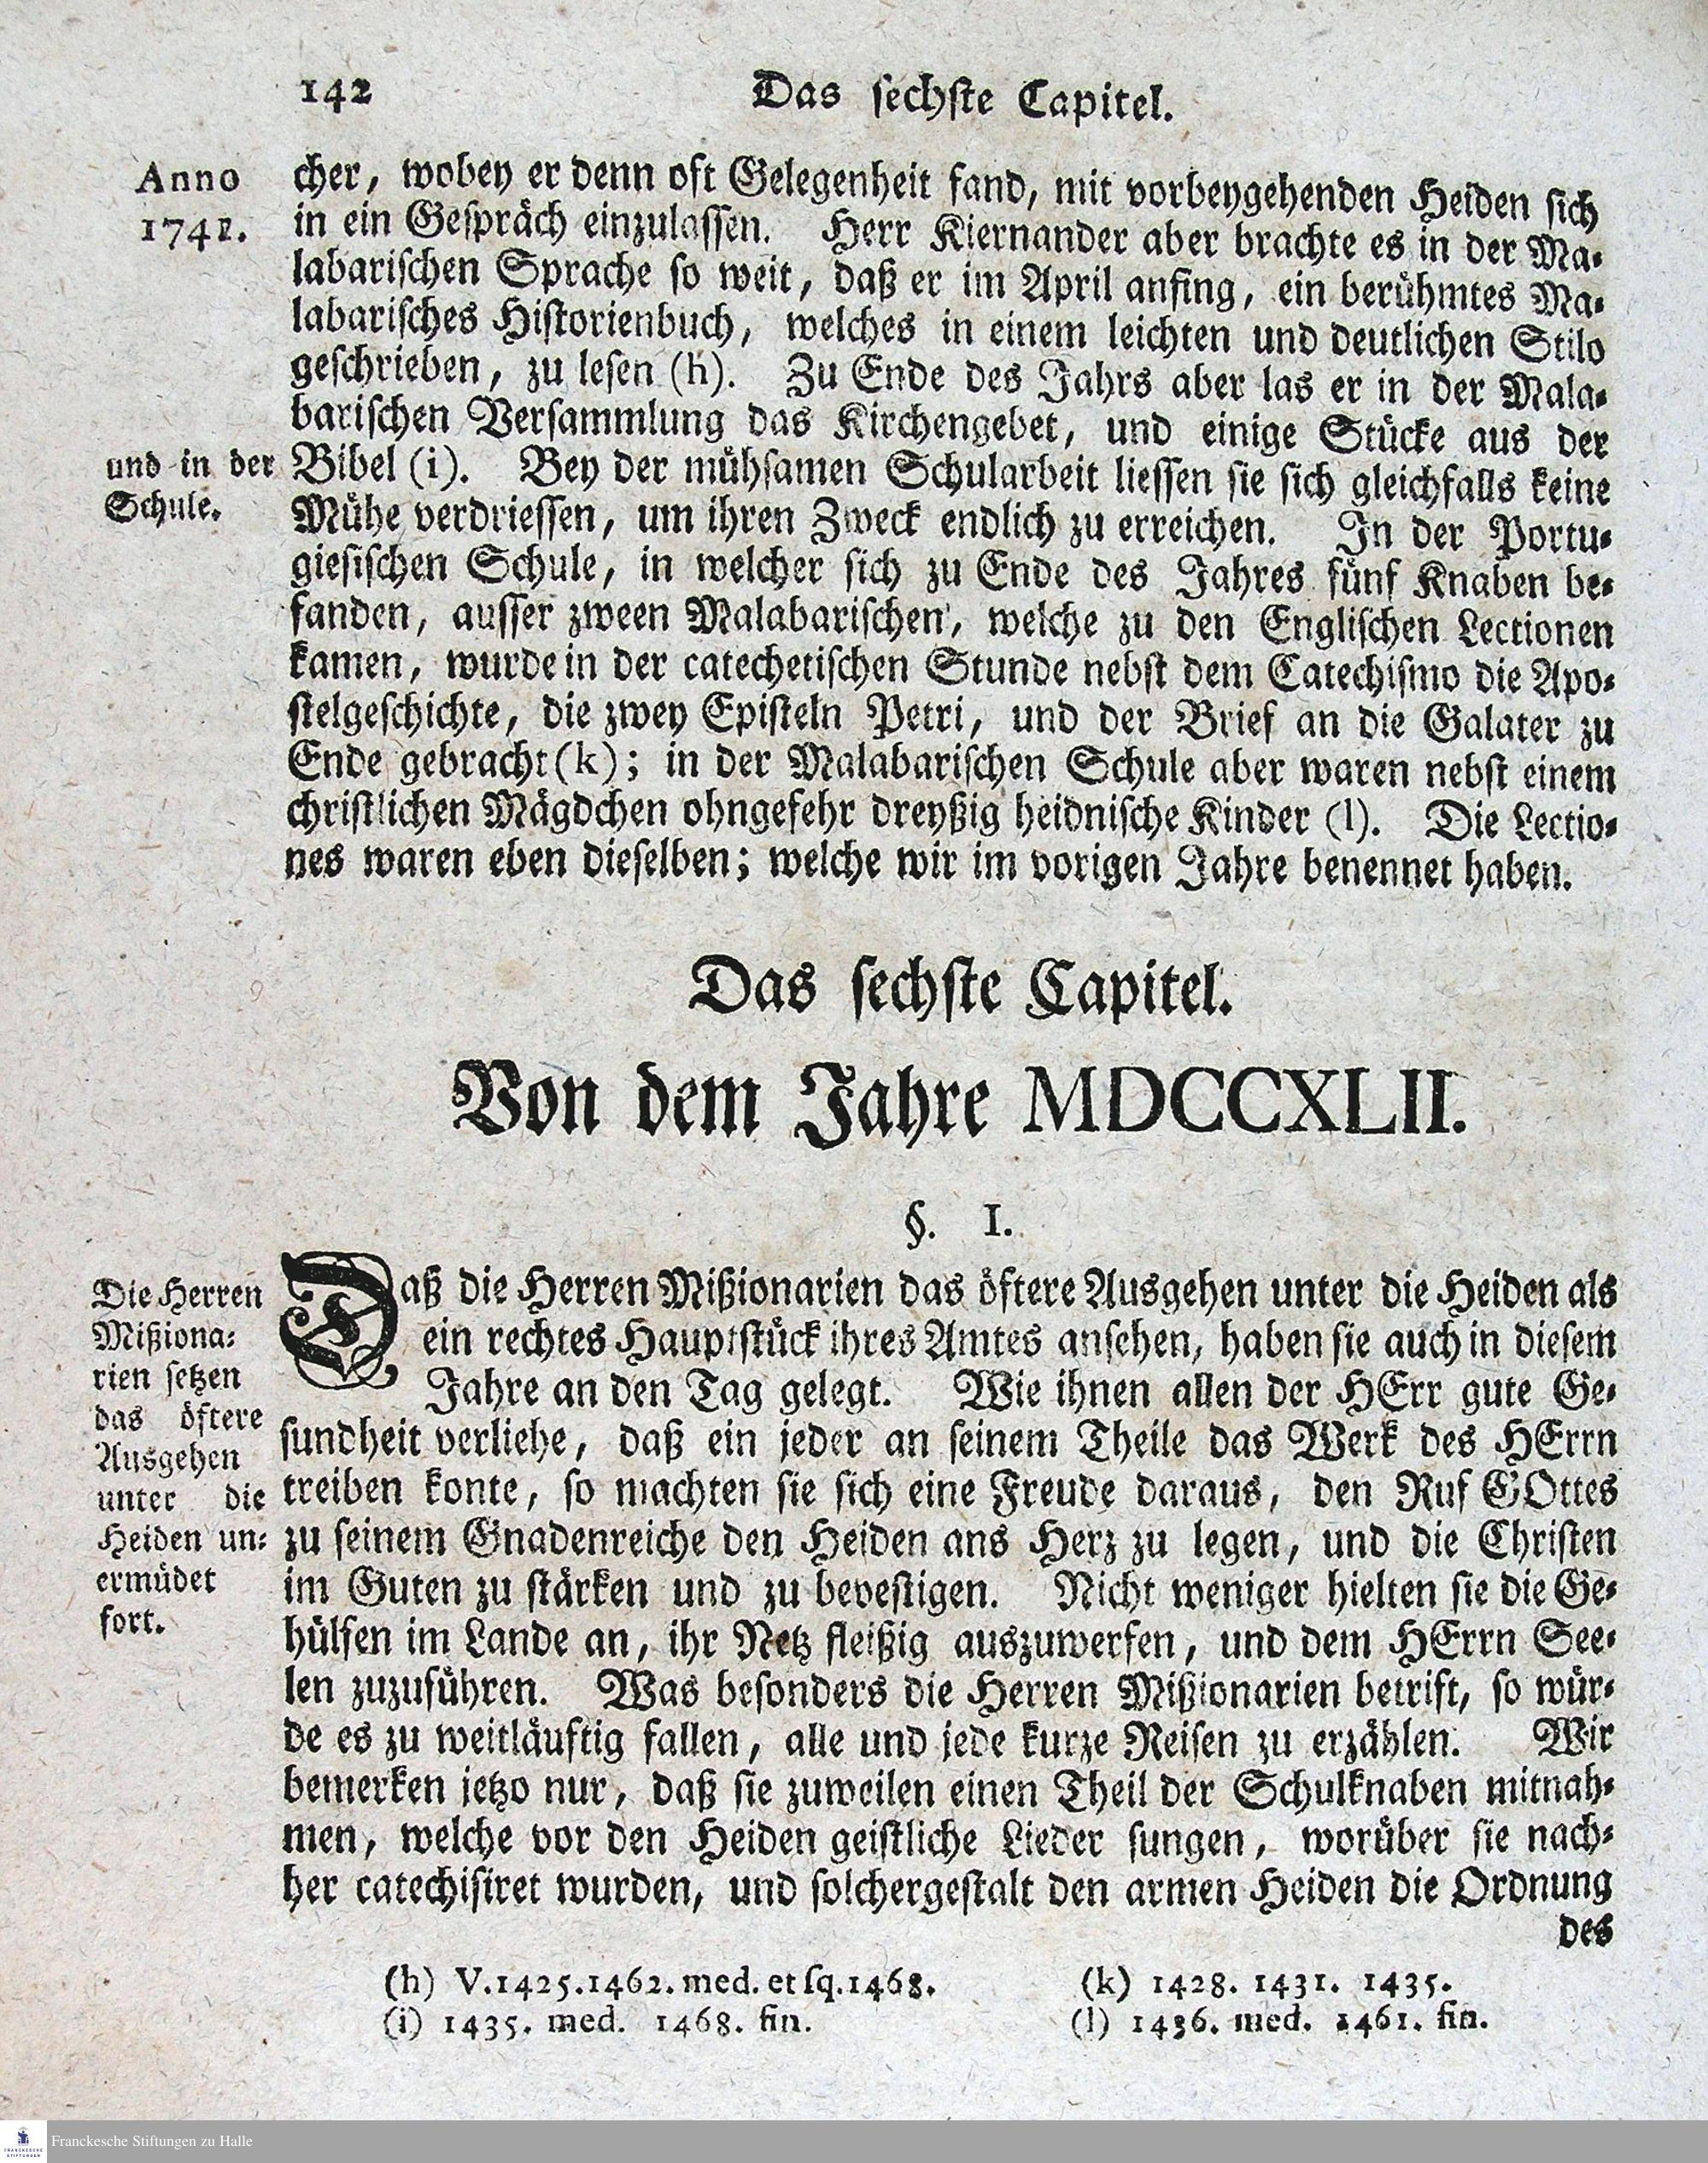 142 Das sechste Capitel.
Anno
1741.
cher, wobey er denn oft Gelegenheit fand, mit vorbeygehenden Heiden sich
in ein Gespräch einzulassen. Herr Kiernander aber brachte es in der Ma-
labarischen Sprache so weit, daß er im April anfing, ein berühmtes Ma-
labarisches Historienbuch, welches in einem leichten und deutlichen Stilo
geschrieben, zu lesen (h). Zu Ende des Jahrs aber las er in der Mala-
barischen Versammlung das Kirchengebet, und einige Stücke aus der
und in der
Schule.
Bibel (i). Bey der mühsamen Schularbeit liessen sie sich gleichfalls keine
Mühe verdriessen, um ihren Zweck endlich zu erreichen. In der Portu-
giesischen Schule, in welcher sich zu Ende des Jahres fünf Knaben be-
fanden, ausser zween Malabarischen, welche zu den Englischen Lectionen
kamen, wurde in der catechetischen Stunde nebst dem Catechismo die Apo-
stelgeschichte, die zwey Episteln Petri, und der Brief an die Galater zu
Ende gebracht (k); in der Malabarischen Schule aber waren nebst einem
christlichen Mägdchen ohngefehr dreyßig heidnische Kinder (l). Die Lectio-
nes waren eben dieselben; welche wir im vorigen Jahre benennet haben.
Das sechste Capitel.
Von dem Jahre MDCCXLII.
§. I.
Die Herren
Mißiona-
rien setzen
das öftere
Ausgehen
unter die
Heiden un-
ermüdet
fort.
Daß die Herren Mißionarien das öftere Ausgehen unter die Heiden als
ein rechtes Hauptstück ihres Amtes ansehen, haben sie auch in diesem
Jahre an den Tag gelegt. Wie ihnen allen der HErr gute Ge-
sundheit verliehe, daß ein jeder an seinem Theile das Werk des HErrn
treiben konte, so machten sie sich eine Freude daraus, den Ruf GOttes
zu seinem Gnadenreiche den Heiden ans Herz zu legen, und die Christen
im Guten zu stärken und zu bevestigen. Nicht weniger hielten sie die Ge-
hülfen im Lande an, ihr Netz fleißig auszuwerfen, und dem HErrn See-
len zuzuführen. Was besonders die Herren Mißionarien betrift, so wür-
de es zu weitläuftig fallen, alle und jede kurze Reisen zu erzählen. Wir
bemerken jetzo nur, daß sie zuweilen einen Theil der Schulknaben mitnah-
men, welche vor den Heiden geistliche Lieder sungen, worüber sie nach-
her catechisiret wurden, und solchergestalt den armen Heiden die Ordnung
des
(h) V. 1425. 1462. med. et sq. 1468.
(i) 1435. med. 1468. fin.
(k) 1428. 1431. 1435.
(l) 1436. med. 1461. fin.
FRANCKESCHE
STIFTUNGEN
Franckesche Stiftungen zu Halle